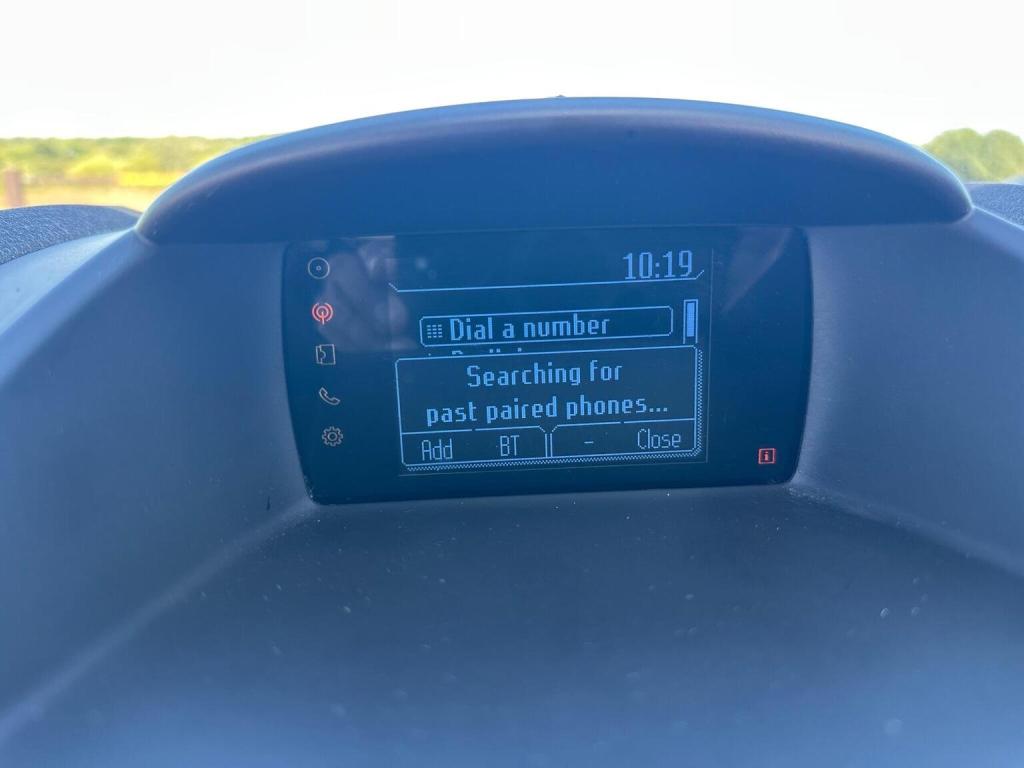 10:19
Dial a number
Searching for
past paired phones...
Add BT - Close